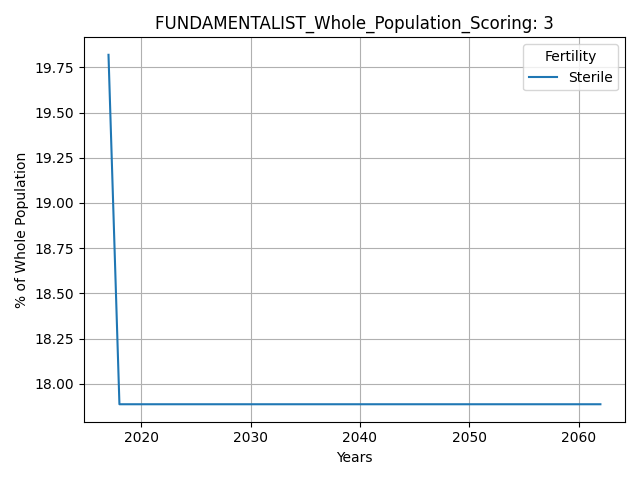 FUNDAMENTALIST_Whole_Population_Scoring: 3
Fertility
Sterile
19.75
19.50
19.25
19.00
18.75
18.50
18.25
18.00
% of Whole Population
2020 2030 2040 2050 2060
Years